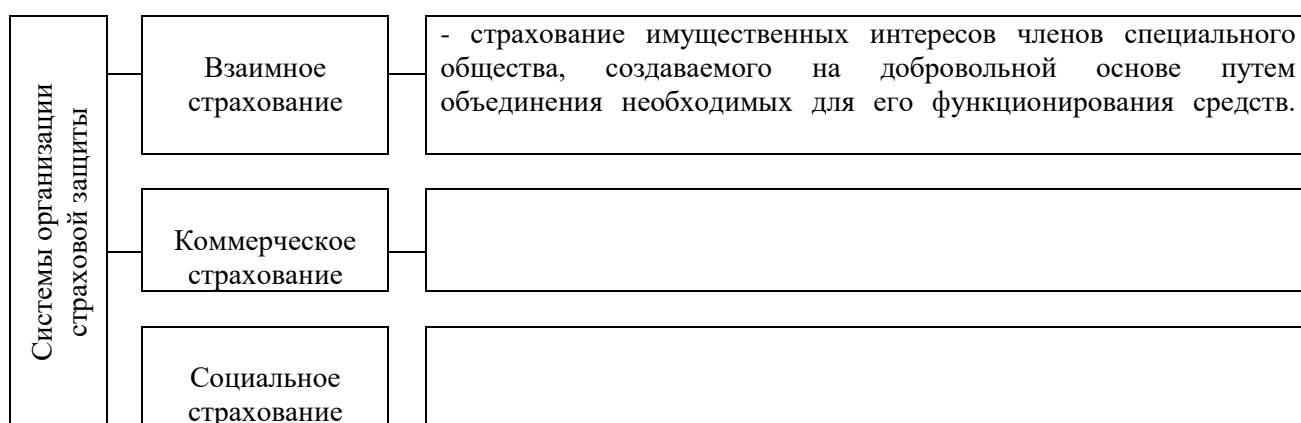 Системы организации
страховой защиты
Взаимное
страхование
- страхование имущественных интересов членов специального
общества, создаваемого на добровольной основе путем
объединения необходимых для его функционирования средств.
Коммерческое
страхование
Социальное
страхование